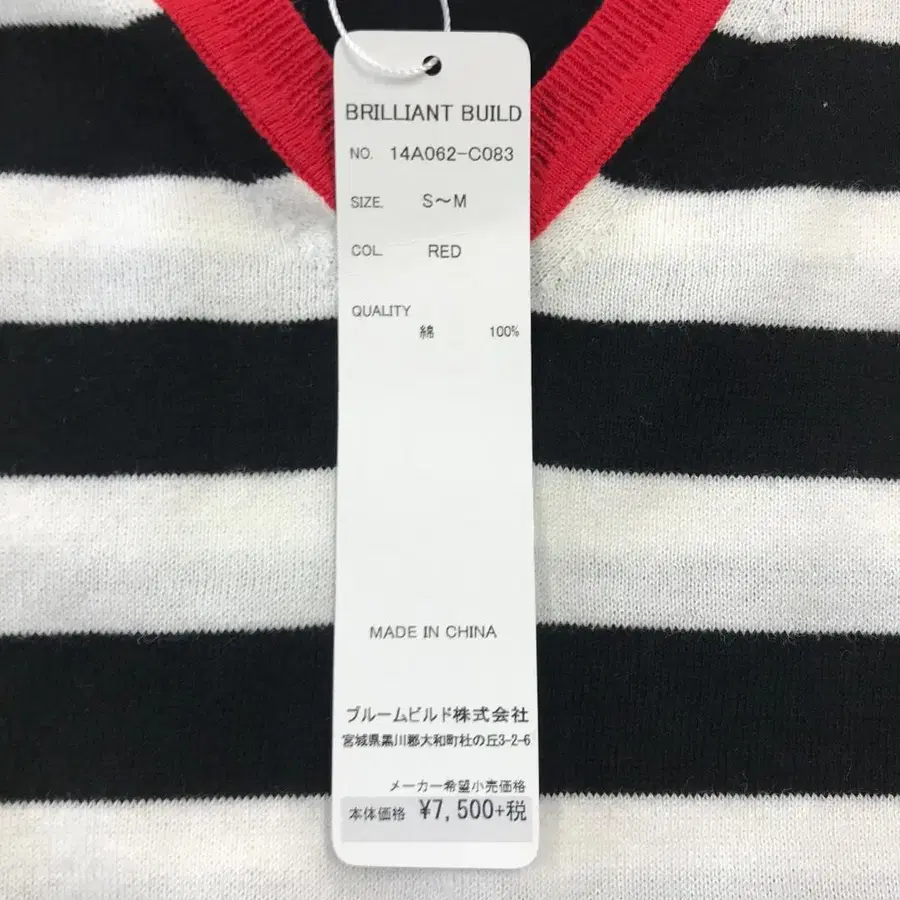 BRILLIANT BUILD
NO. 14A062-C083
SIZE. S〜M
COL. RED
QUALITY
綿 100%
MADE IN CHINA
ブルームビルド株式会社
宮城県黒川郡大和町杜の丘3-2-6
メーカー希望小売価格
本体価格 ¥7,500+税